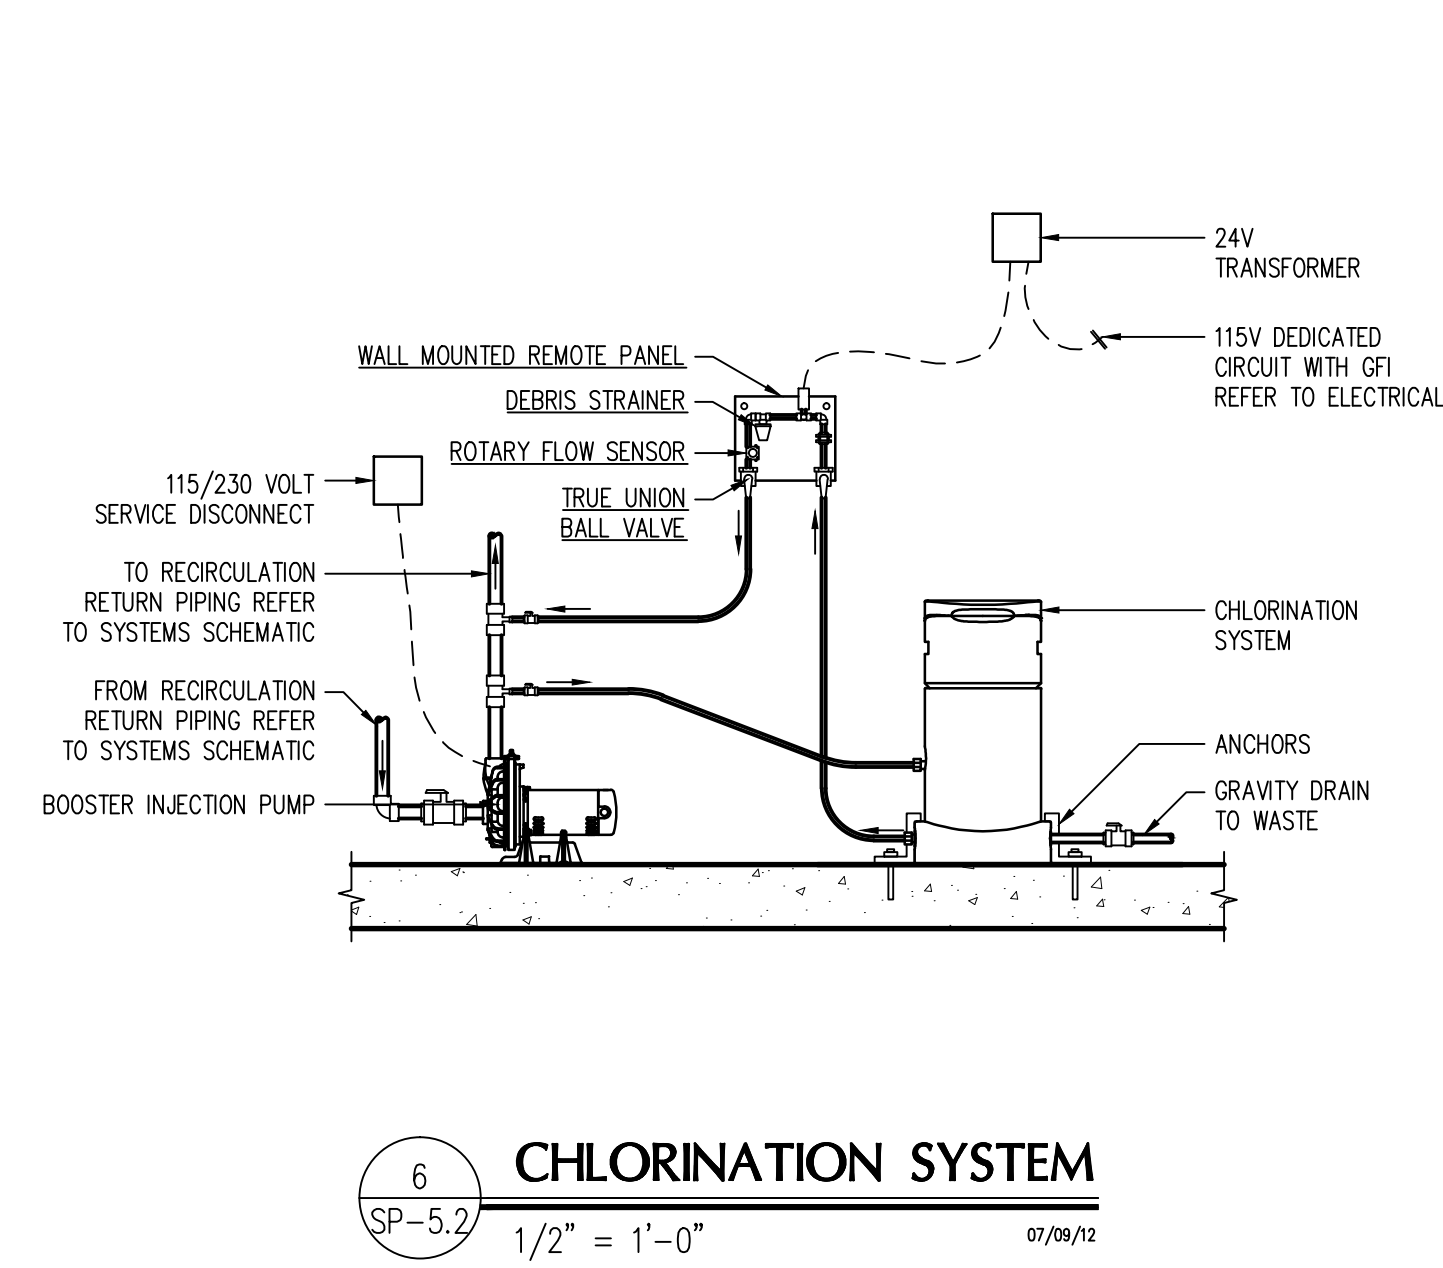 24V
TRANSFORMER
115V DEDICATED
CIRCUIT WITH GFI
REFER TO ELECTRICAL
WALL MOUNTED REMOTE PANEL
DEBRIS STRAINER
ROTARY FLOW SENSOR
TRUE UNION
BALL VALVE
115/230 VOLT
SERVICE DISCONNECT
TO RECIRCULATION
RETURN PIPING REFER
TO SYSTEMS SCHEMATIC
FROM RECIRCULATION
RETURN PIPING REFER
TO SYSTEMS SCHEMATIC
BOOSTER INJECTION PUMP
CHLORINATION
SYSTEM
ANCHORS
GRAVITY DRAIN
TO WASTE
6
SP-5.2
CHLORINATION SYSTEM
1/2" = 1'-0"
07/09/12